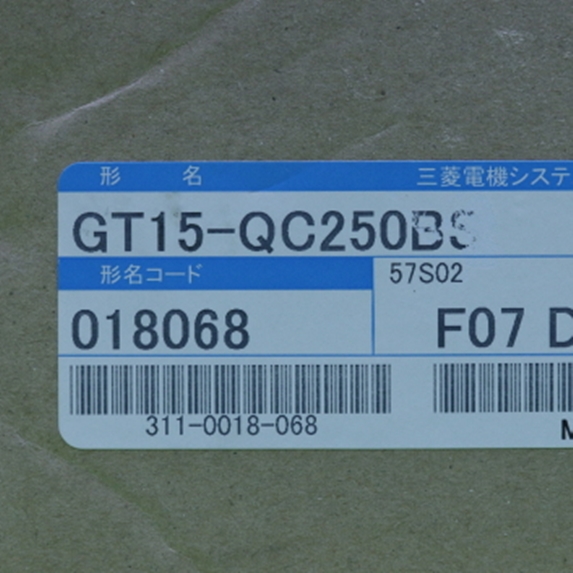 形 名 三菱電機システ
GT15-QC250BS
形名コード 57S02
018068 F07 D
311-0018-068
M